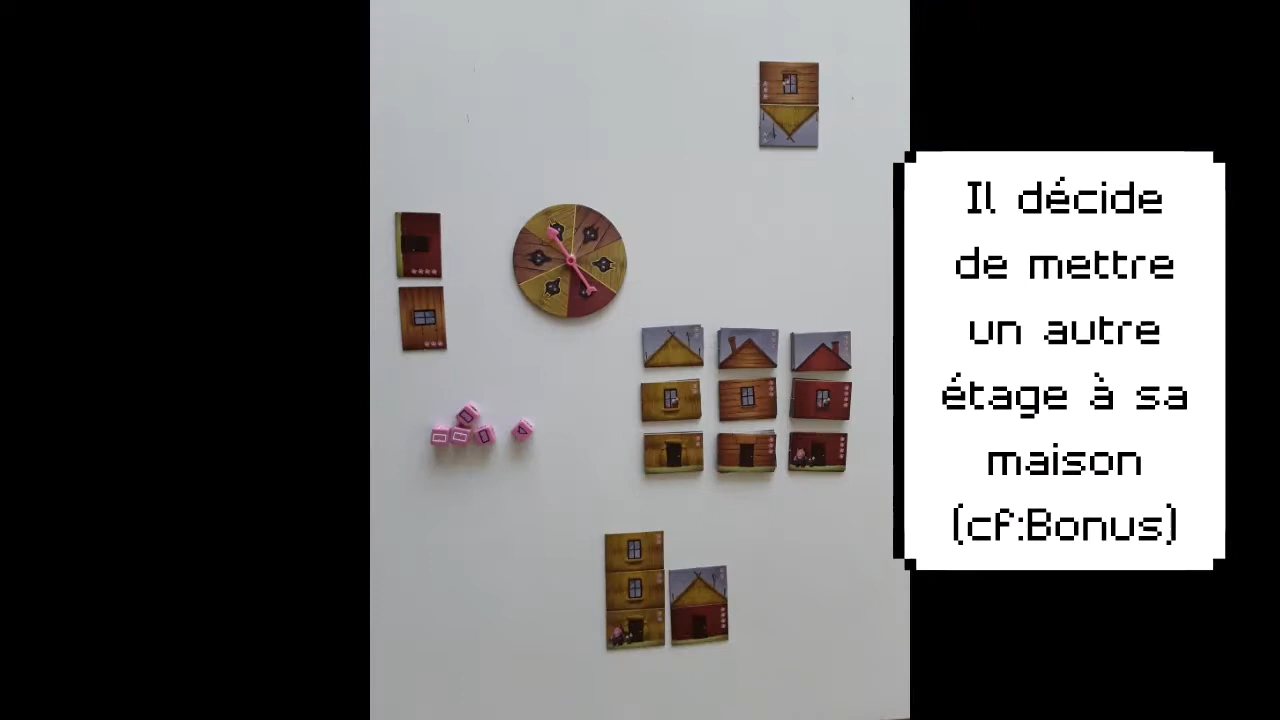 Il décide
de mettre
un autre
étage à sa
maison
(cf:Bonus)